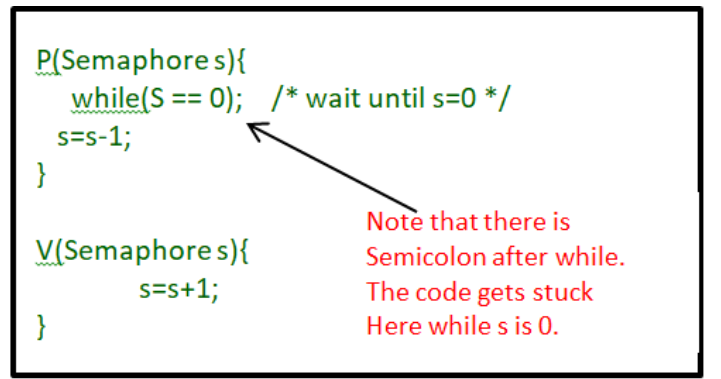 P(Semaphore s){
while(S == 0);   /* wait until s=0 */
s=s-1;
}
V(Semaphore s){
s=s+1;
}
Note that there is
Semicolon after while.
The code gets stuck
Here while s is 0.